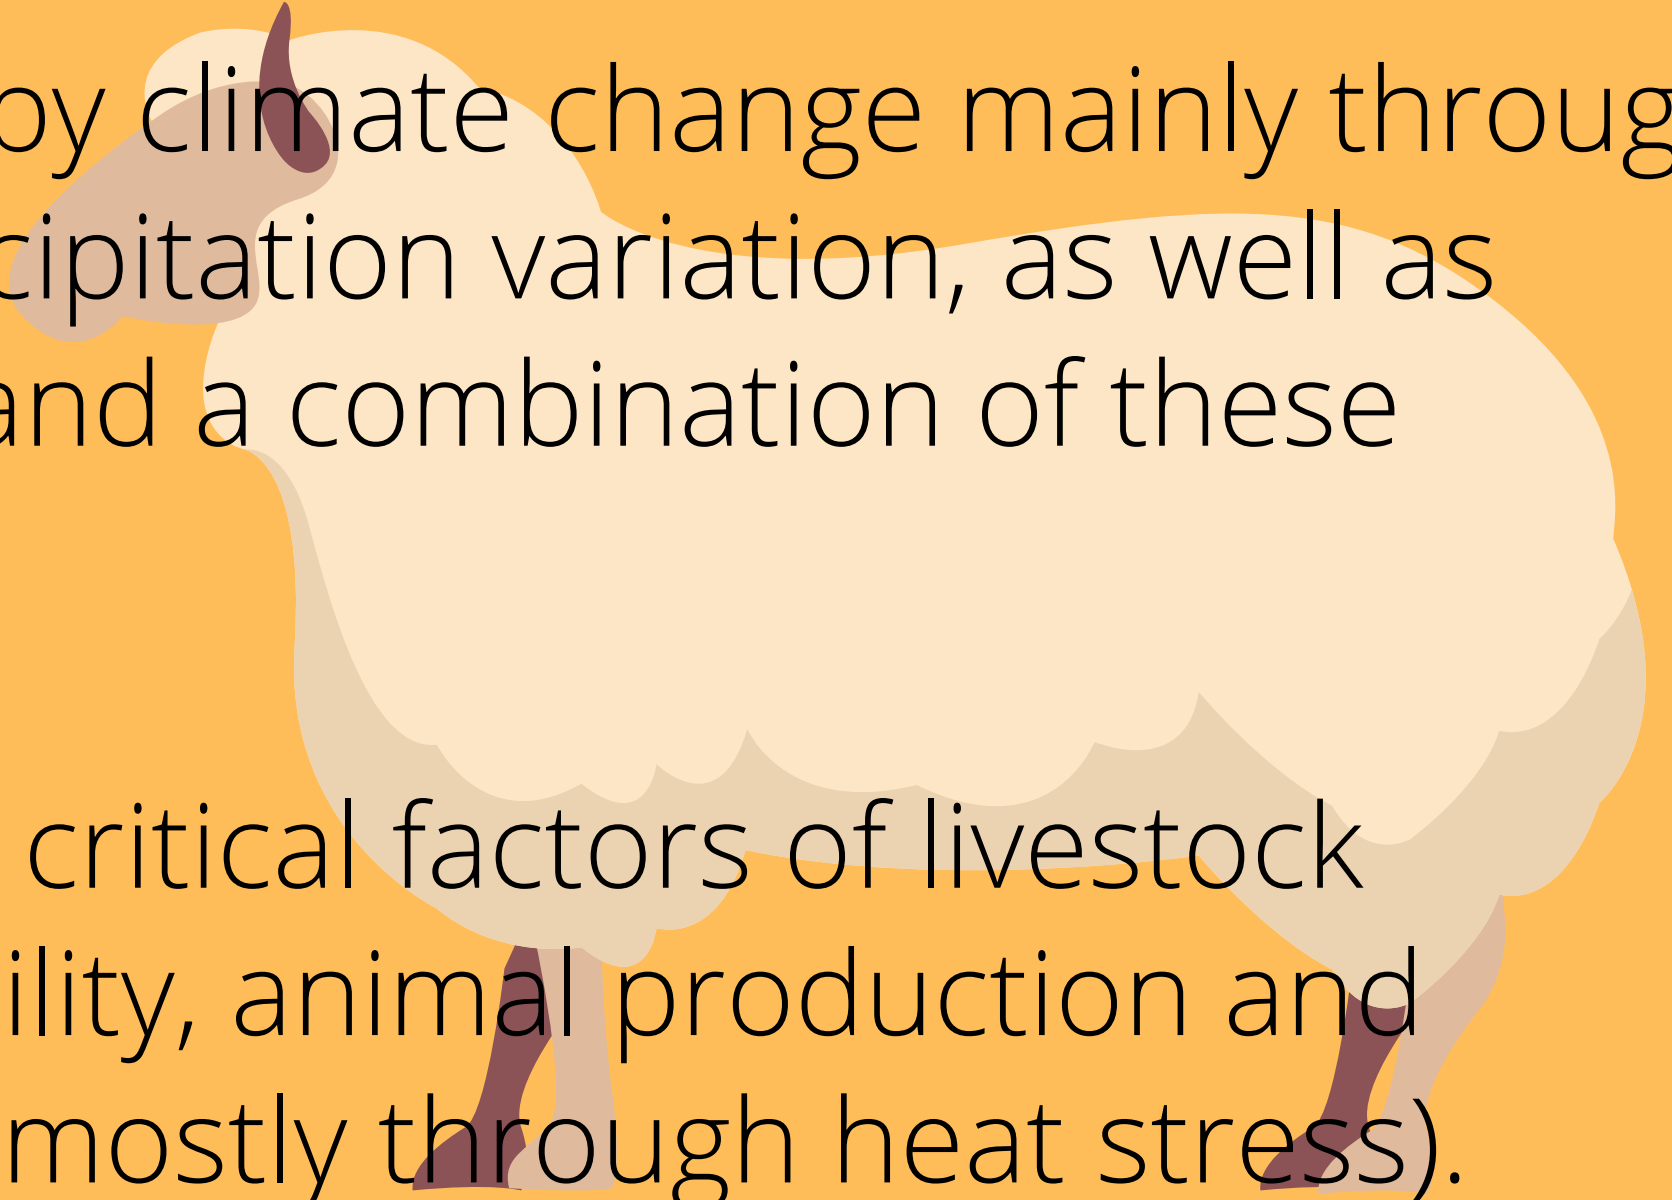 by climate change mainly throug
cipitation variation, as well as
and a combination of these
critical factors of livestock
ility, animal production and
mostly through heat stress).